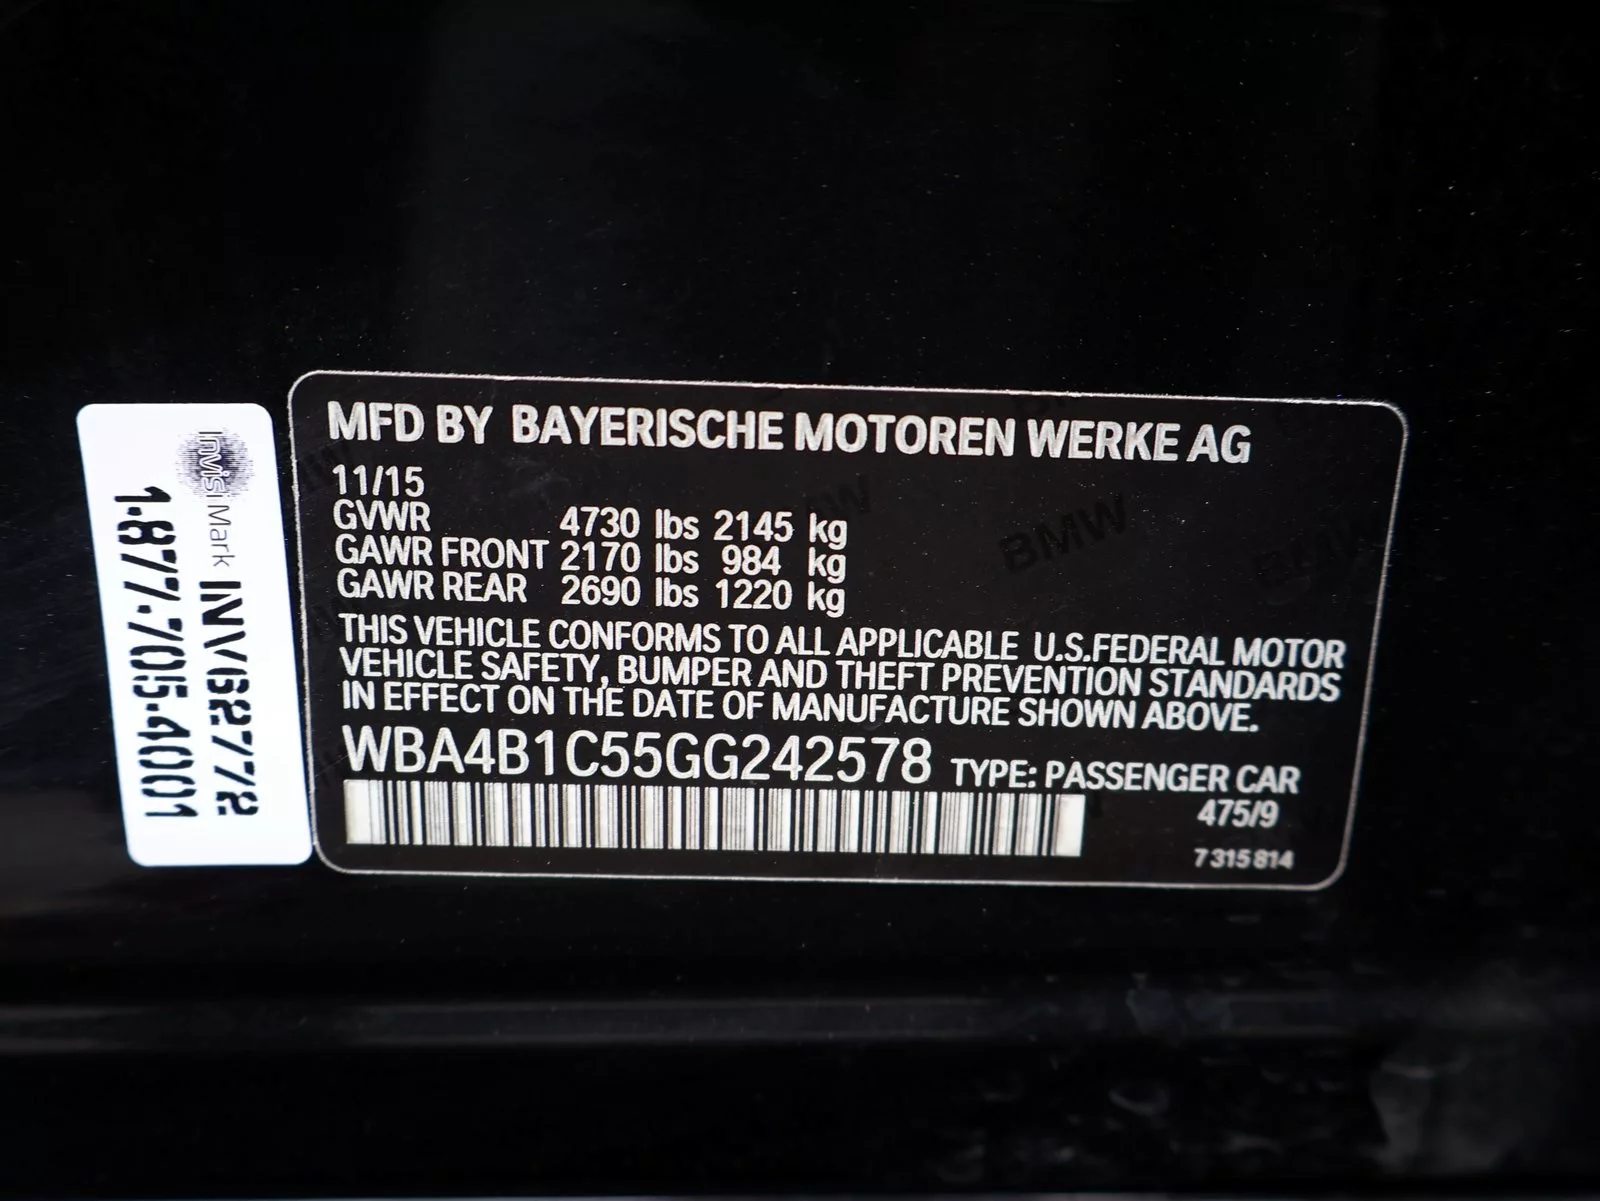 MFD BY BAYERISCHE MOTOREN WERKE AG
11/15
GVWR 4730 lbs 2145 kg
GAWR FRONT 2170 lbs 984 kg
GAWR REAR 2690 lbs 1220 kg
THIS VEHICLE CONFORMS TO ALL APPLICABLE U.S.FEDERAL MOTOR
VEHICLE SAFETY, BUMPER AND THEFT PREVENTION STANDARDS
IN EFFECT ON THE DATE OF MANUFACTURE SHOWN ABOVE.
WBA4B1C55GG242578 TYPE: PASSENGER CAR
475/9
7 315 814
InvisiMark INV62772
1.877.705.4001
BMW